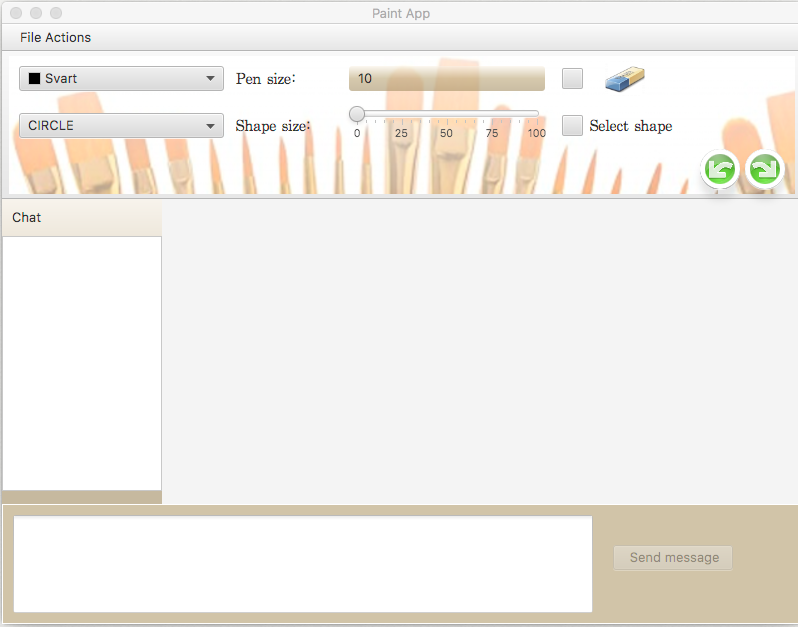 Paint App
File Actions
Svart
Pen size:
10
CIRCLE
Shape size:
0 25 50 75 100
Select shape
Chat
Send message